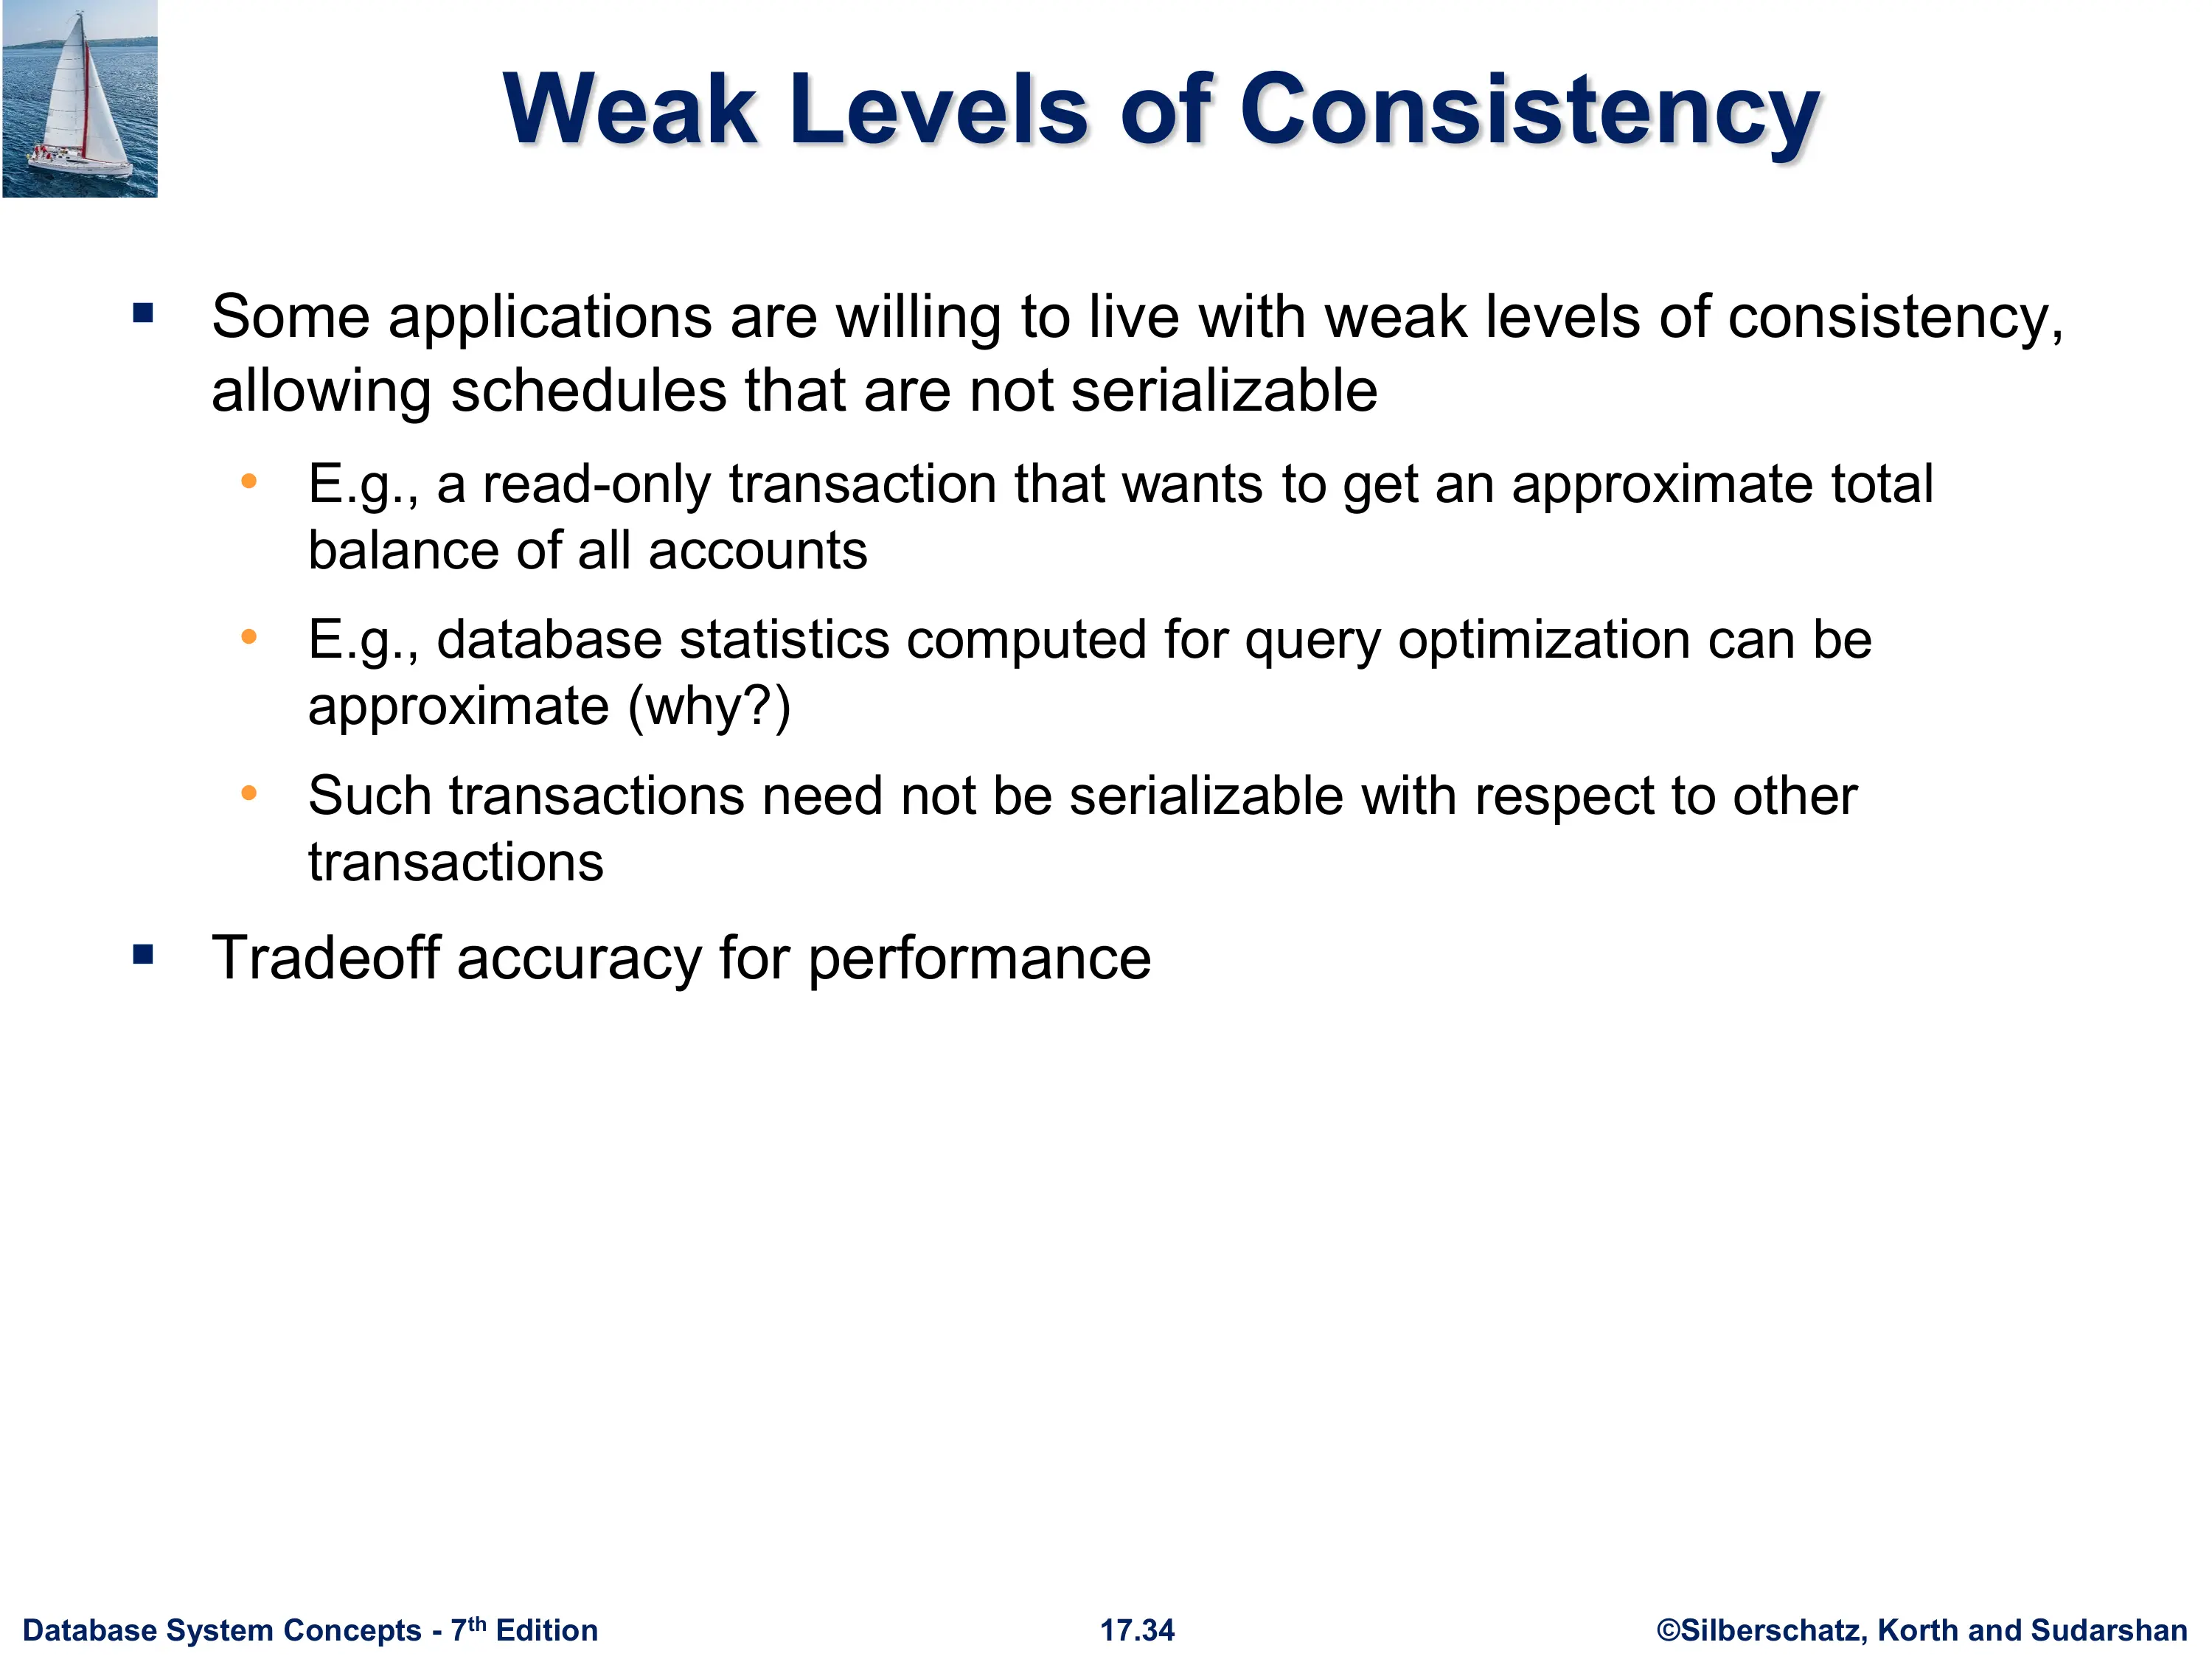 Weak Levels of Consistency
▪ Some applications are willing to live with weak levels of consistency,
allowing schedules that are not serializable
• E.g., a read-only transaction that wants to get an approximate total
balance of all accounts
• E.g., database statistics computed for query optimization can be
approximate (why?)
• Such transactions need not be serializable with respect to other
transactions
▪ Tradeoff accuracy for performance
Database System Concepts - 7th Edition 17.34 ©Silberschatz, Korth and Sudarshan